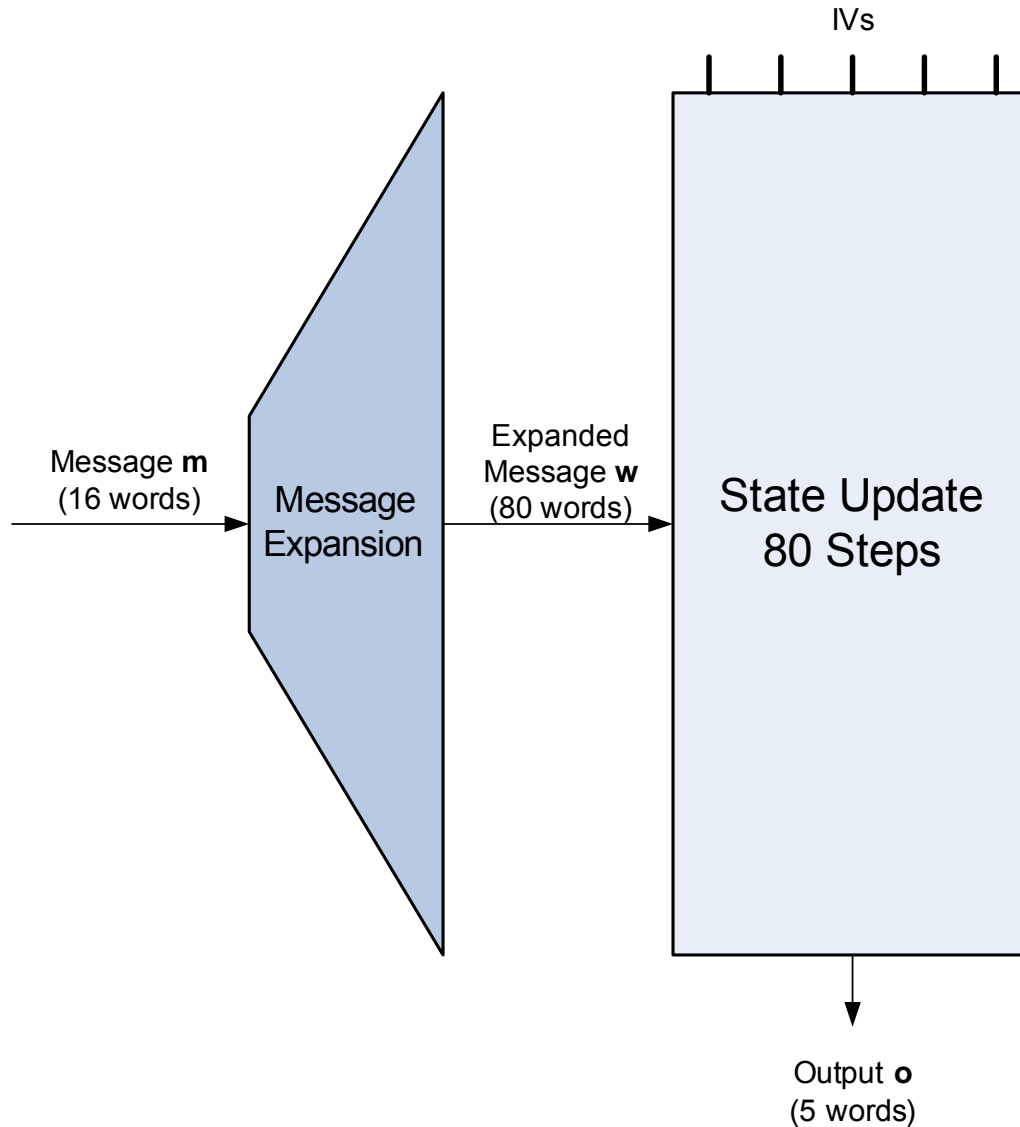 IVs
Message m
(16 words)
Message
Expansion
Expanded
Message w
(80 words)
State Update
80 Steps
Output o
(5 words)